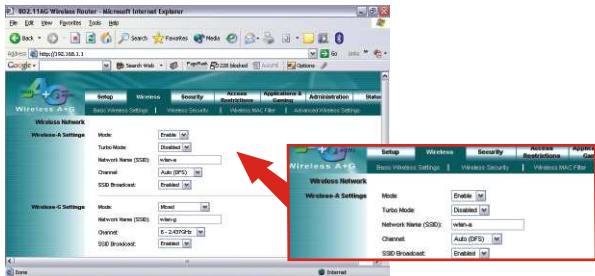 802.11AG Wireless Router - Microsoft Internet Explorer
File Edit View Favorites Tools Help
Back Search Favorites Media
Address http://192.168.1.1 Go Links
Google Search Web PageRank 228 blocked AutoFill Options
Setup Wireless Security Access Restrictions Applications & Gaming Administration Status
Wireless A+G Basic Wireless Settings Wireless Security Wireless MAC Filter Advanced Wireless Settings
Wireless Network
Wireless-A Settings Mode: Enable
Turbo Mode: Disabled
Network Name (SSID): wlan-a
Channel: Auto (DFS)
SSID Broadcast: Enabled
Wireless-G Settings Mode: Mixed
Network Name (SSID): wlan-g
Channel: 6 - 2.437GHz
SSID Broadcast: Enabled
Done Internet
Setup Wireless Security Access Restrictions
Wireless A+G Basic Wireless Settings Wireless Security Wireless MAC Filter
Wireless Network
Wireless-A Settings Mode: Enable
Turbo Mode: Disabled
Network Name (SSID): wlan-a
Channel: Auto (DFS)
SSID Broadcast: Enabled